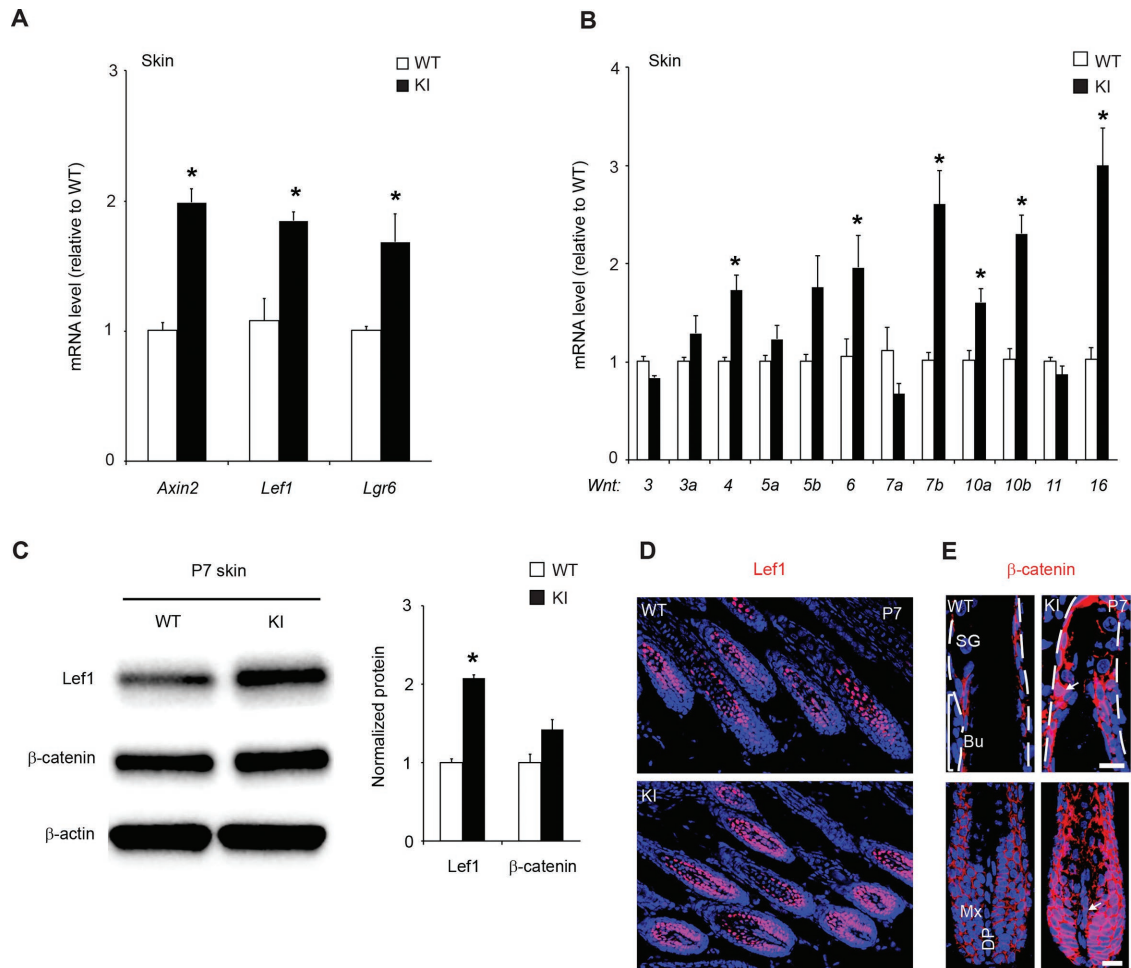 A
Skin
WT
KI
mRNA level (relative to WT)
3
2
1
0
*
*
*
Axin2 Lef1 Lgr6
B
Skin
WT
KI
mRNA level (relative to WT)
4
3
2
1
0
*
*
*
*
*
*
Wnt: 3 3a 4 5a 5b 6 7a 7b 10a 10b 11 16
C
P7 skin
WT KI
Lef1
β-catenin
β-actin
WT
KI
Normalized protein
3
2
1
0
*
Lef1 β-catenin
D
Lef1
WT P7
KI
E
β-catenin
WT KI P7
SG
Bu
Mx
DP